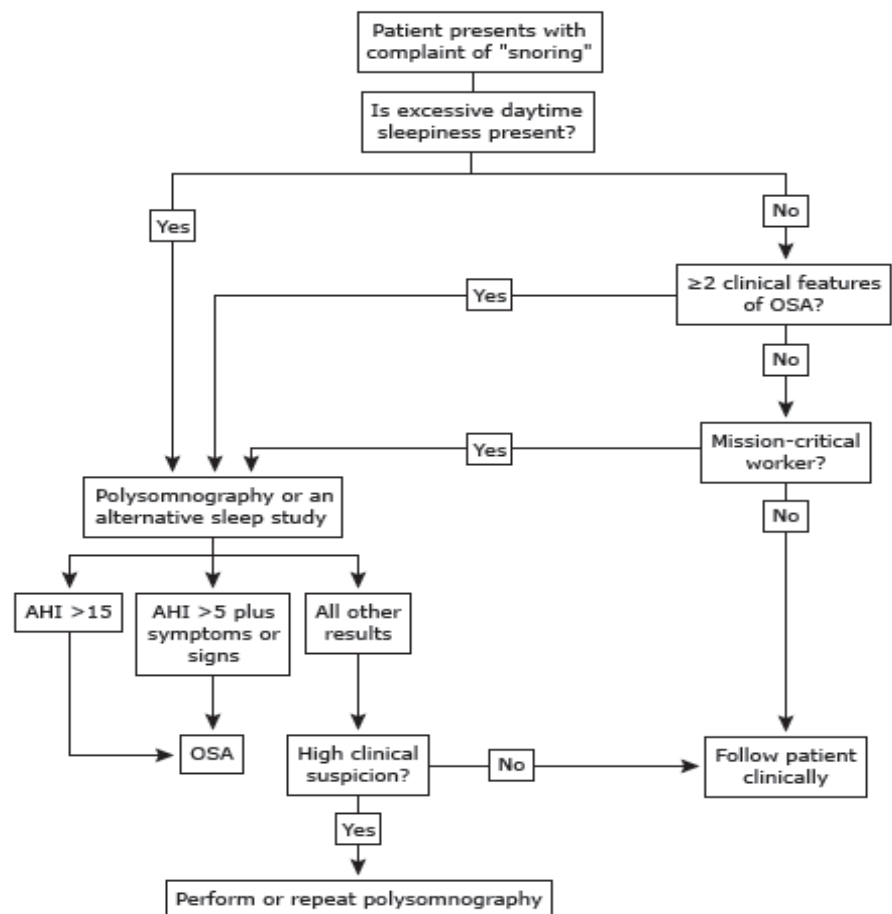 Patient presents with
complaint of "snoring"
Is excessive daytime
sleepiness present?
Yes
No
≥2 clinical features
of OSA?
Yes
No
Mission-critical
worker?
Yes
No
Polysomnography or an
alternative sleep study
AHI >15
AHI >5 plus
symptoms or
signs
All other
results
OSA
High clinical
suspicion?
No
Follow patient
clinically
Yes
Perform or repeat polysomnography